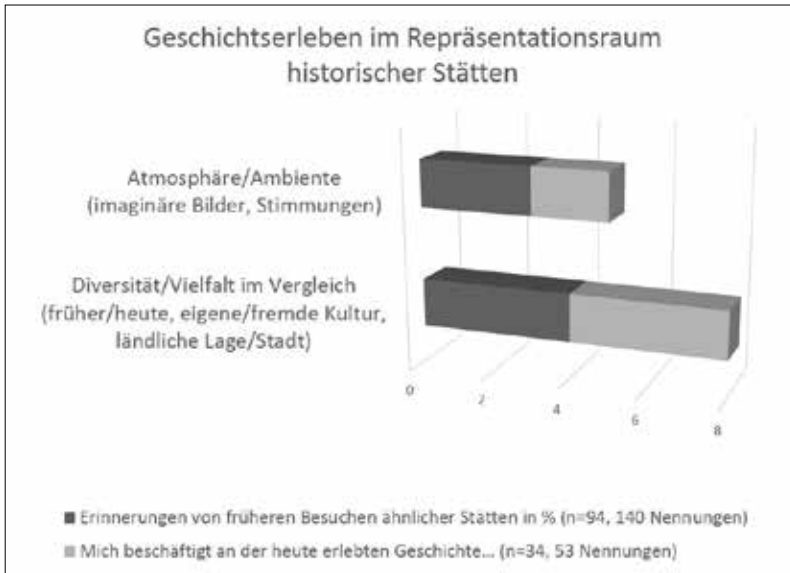 Geschichtserleben im Repräsentationsraum
historischer Stätten
Atmosphäre/Ambiente
(imaginäre Bilder, Stimmungen)
Diversität/Vielfalt im Vergleich
(früher/heute, eigene/fremde Kultur,
ländliche Lage/Stadt)
0
2
4
6
8
Erinnerungen von früheren Besuchen ähnlicher Stätten in % (n=94, 140 Nennungen)
Mich beschäftigt an der heute erlebten Geschichte... (n=34, 53 Nennungen)